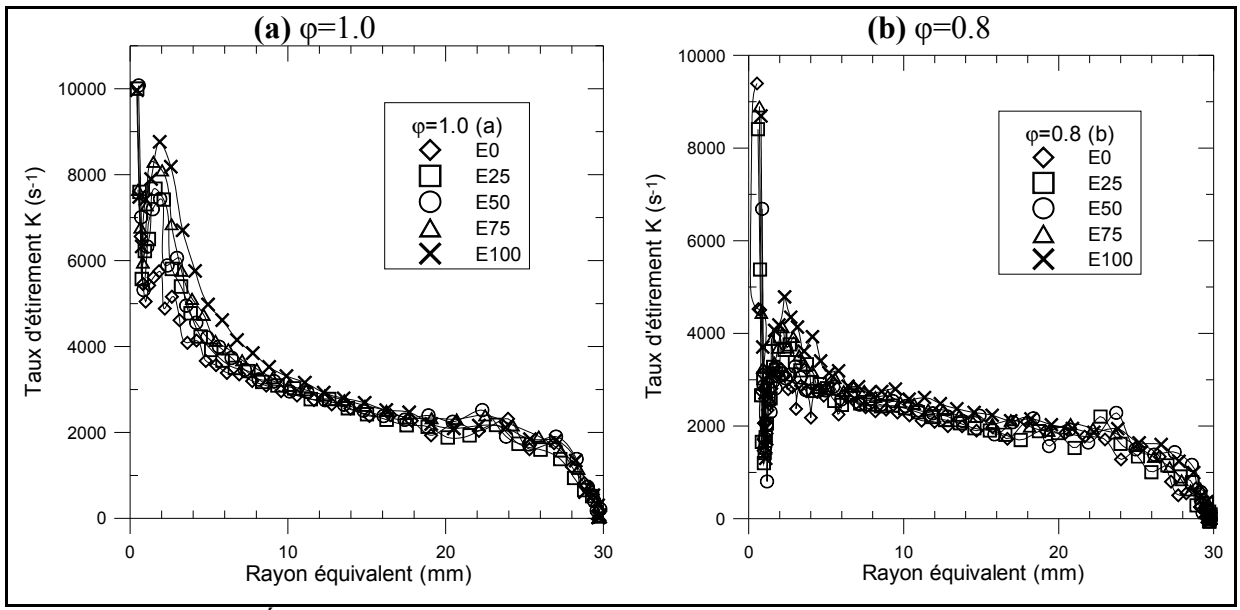 (a) φ=1.0
10000
8000
6000
4000
2000
0
0 10 20 30
Taux d'étirement K (s-1)
Rayon équivalent (mm)
φ=1.0 (a)
E0
E25
E50
E75
E100
(b) φ=0.8
10000
8000
6000
4000
2000
0
0 10 20 30
Taux d'étirement K (s-1)
Rayon équivalent (mm)
φ=0.8 (b)
E0
E25
E50
E75
E100